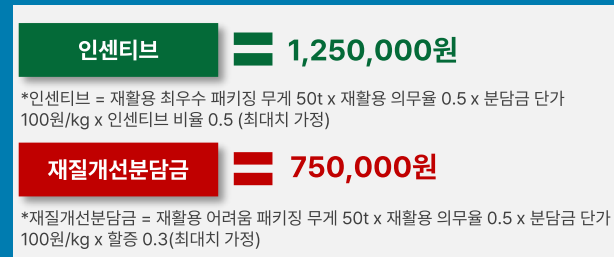 인센티브 = 1,250,000원
*인센티브 = 재활용 최우수 패키징 무게 50t x 재활용 의무율 0.5 x 분담금 단가
100원/kg x 인센티브 비율 0.5 (최대치 가정)
재질개선분담금 = 750,000원
*재질개선분담금 = 재활용 어려움 패키징 무게 50t x 재활용 의무율 0.5 x 분담금 단가
100원/kg x 할증 0.3(최대치 가정)